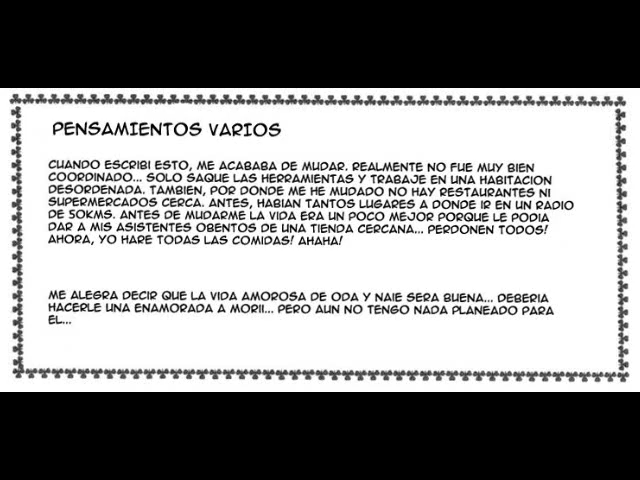 PENSAMIENTOS VARIOS
CUANDO ESCRIBI ESTO, ME ACABABA DE MUDAR. REALMENTE NO FUE MUY BIEN
COORDINADO... SOLO SAQUE LAS HERRAMIENTAS Y TRABAJE EN UNA HABITACION
DESORDENADA. TAMBIEN, POR DONDE ME HE MUDADO NO HAY RESTAURANTES NI
SUPERMERCADOS CERCA. ANTES, HABIAN TANTOS LUGARES A DONDE IR EN UN RADIO
DE 50KMS. ANTES DE MUDARME LA VIDA ERA UN POCO MEJOR PORQUE LE PODIA
DAR A MIS ASISTENTES OBENTOS DE UNA TIENDA CERCANA... PERDONEN TODOS!
AHORA, YO HARE TODAS LAS COMIDAS! AHAHA!
ME ALEGRA DECIR QUE LA VIDA AMOROSA DE ODA Y NAIE SERA BUENA... DEBERIA
HACERLE UNA ENAMORADA A MORII... PERO AUN NO TENGO NADA PLANEADO PARA
EL...